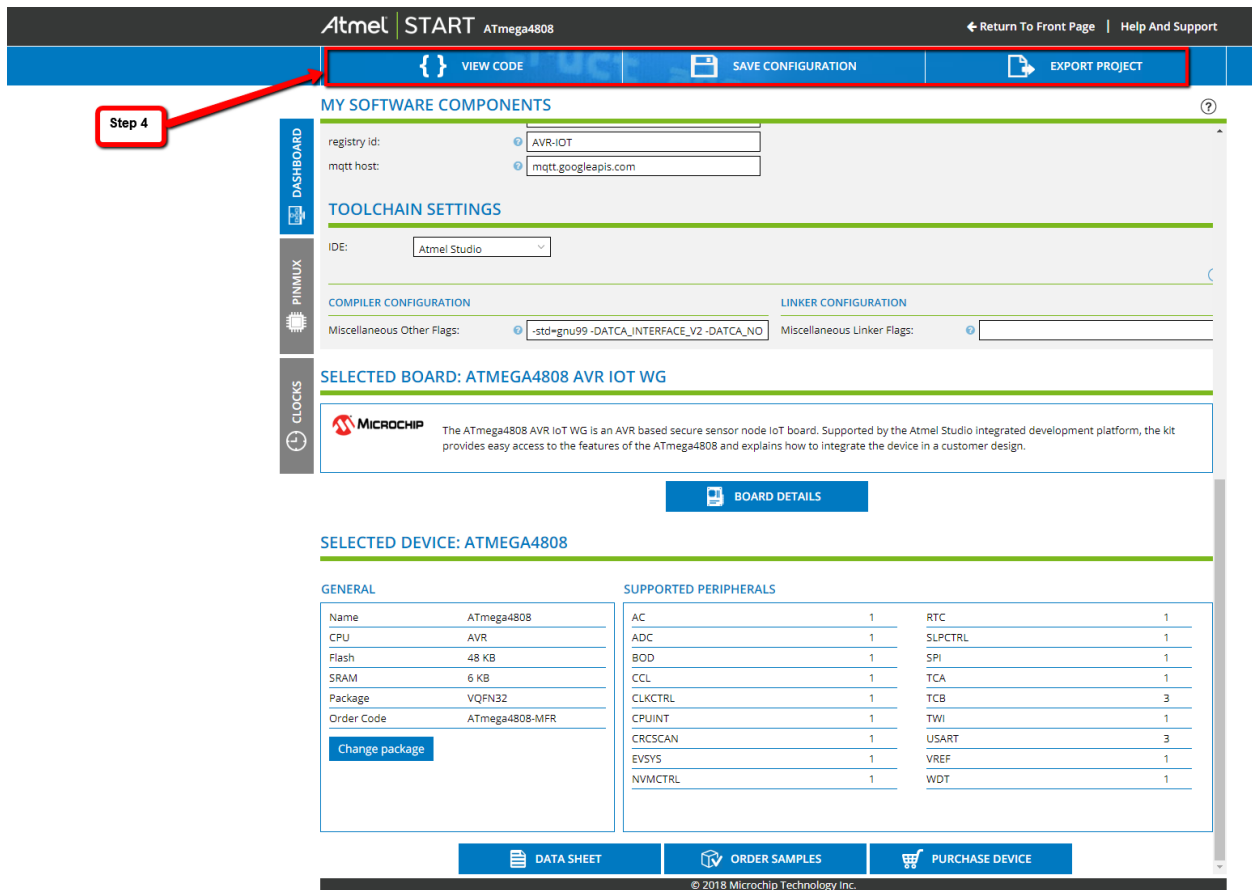 Atmel START ATmega4808
Return To Front Page | Help And Support
{ } VIEW CODE
SAVE CONFIGURATION
EXPORT PROJECT
Step 4
MY SOFTWARE COMPONENTS
?
DASHBOARD
PINMUX
CLOCKS
registry id: ? AVR-IOT
mqtt host: ? mqtt.googleapis.com
TOOLCHAIN SETTINGS
IDE: Atmel Studio
COMPILER CONFIGURATION
LINKER CONFIGURATION
Miscellaneous Other Flags: ? -std=gnu99 -DATCA_INTERFACE_V2 -DATCA_NO
Miscellaneous Linker Flags: ?
SELECTED BOARD: ATMEGA4808 AVR IOT WG
MICROCHIP
The ATmega4808 AVR IoT WG is an AVR based secure sensor node IoT board. Supported by the Atmel Studio integrated development platform, the kit
provides easy access to the features of the ATmega4808 and explains how to integrate the device in a customer design.
BOARD DETAILS
SELECTED DEVICE: ATMEGA4808
GENERAL
Name ATmega4808
CPU AVR
Flash 48 KB
SRAM 6 KB
Package VQFN32
Order Code ATmega4808-MFR
Change package
SUPPORTED PERIPHERALS
AC 1
ADC 1
BOD 1
CCL 1
CLKCTRL 1
CPUINT 1
CRCSCAN 1
EVSYS 1
NVMCTRL 1
RTC 1
SLPCTRL 1
SPI 1
TCA 1
TCB 3
TWI 1
USART 3
VREF 1
WDT 1
DATA SHEET
ORDER SAMPLES
PURCHASE DEVICE
© 2018 Microchip Technology Inc.